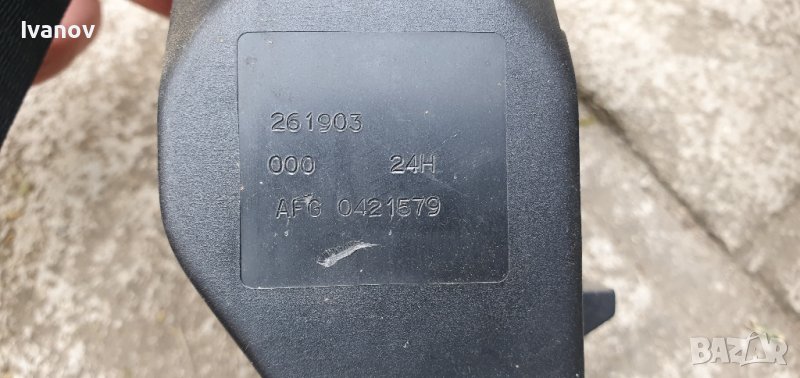 Ivanov
261903
000 24H
AFG 0421579
BAZAR